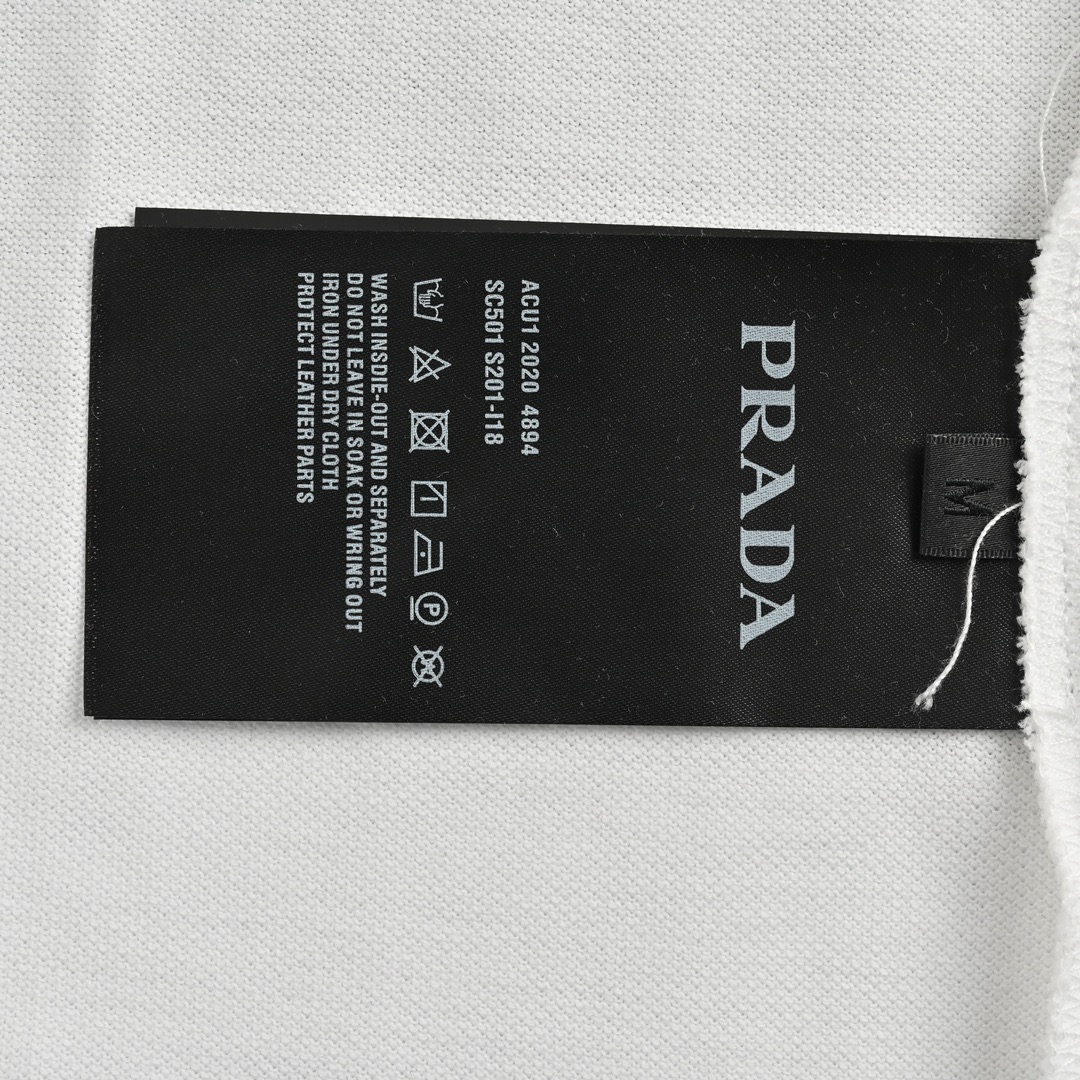 PRADA
M
ACU1 2020 4894
SC501 S201-I18
WASH INSDIE-OUT AND SEPARATELY
DO NOT LEAVE IN SOAK OR WRING OUT
IRON UNDER DRY CLOTH
PRDTECT LEATHER PARTS